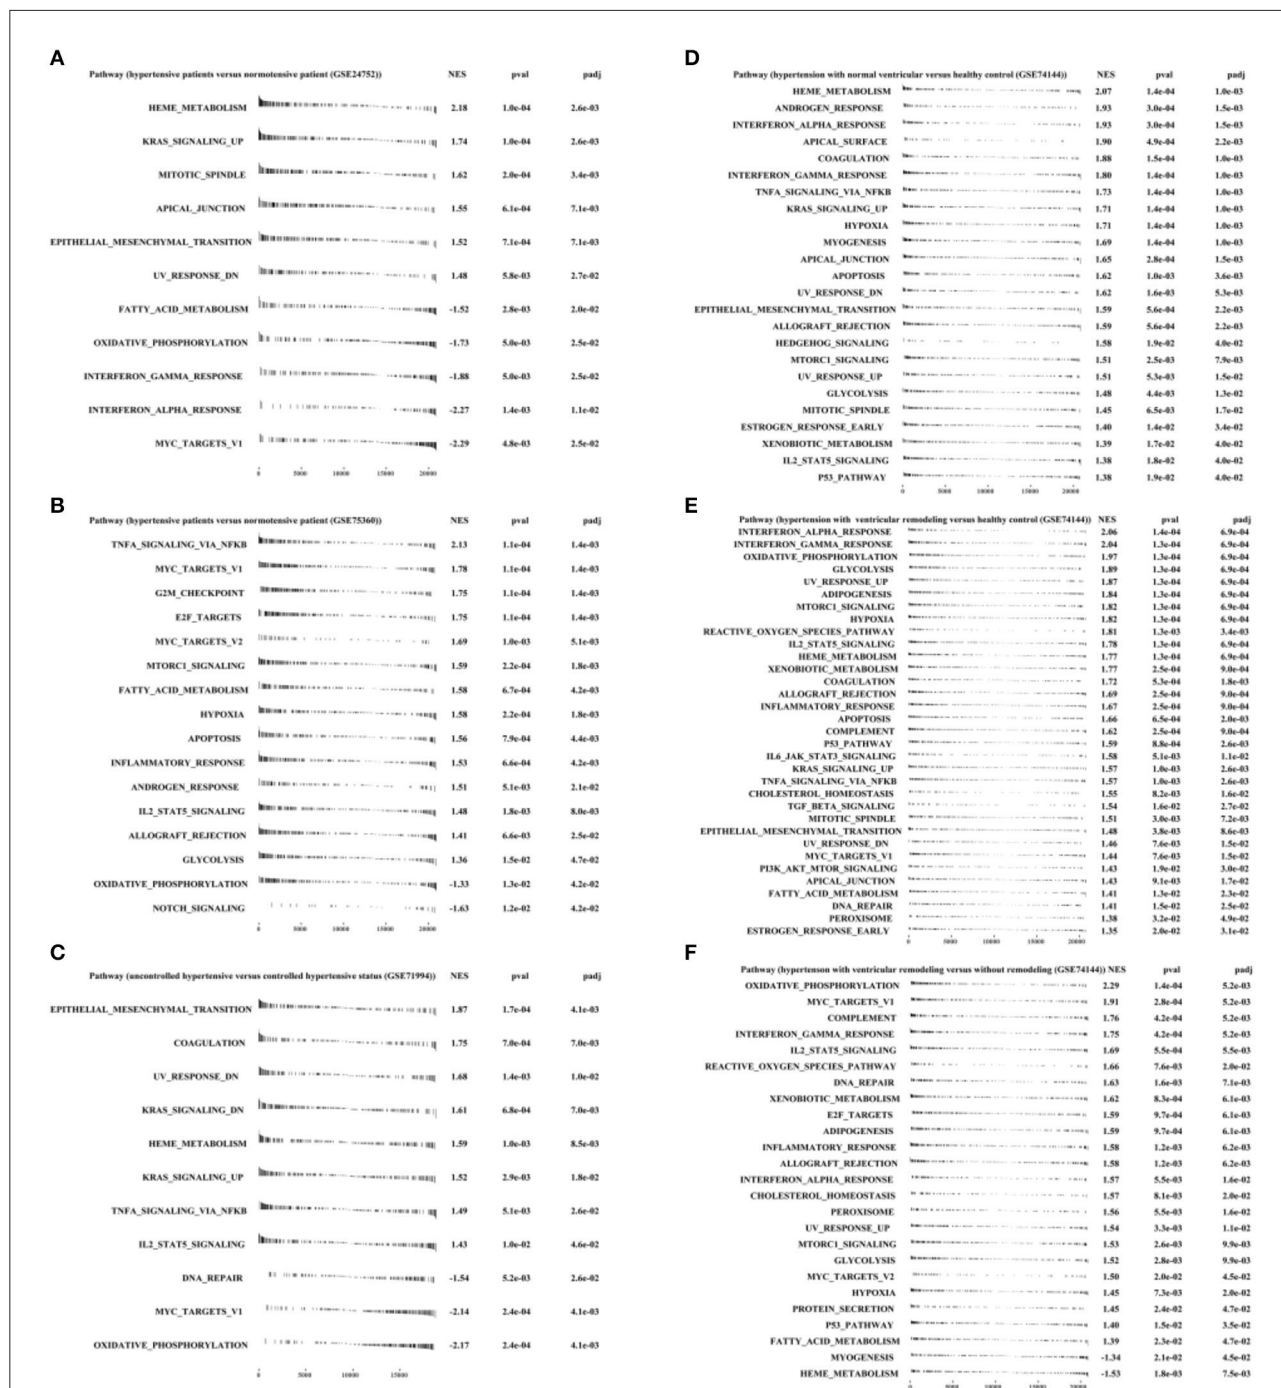 A
Pathway (hypertensive patients versus normotensive patient (GSE24752)) NES pval padj
HEME_METABOLISM 2.18 1.0e-04 2.6e-03
KRAS_SIGNALING_UP 1.74 1.0e-04 2.6e-03
MITOTIC_SPINDLE 1.62 2.0e-04 3.4e-03
APICAL_JUNCTION 1.55 6.1e-04 7.1e-03
EPITHELIAL_MESENCHYMAL_TRANSITION 1.52 7.1e-04 7.1e-03
UV_RESPONSE_DN 1.48 5.8e-03 2.7e-02
FATTY_ACID_METABOLISM -1.52 2.8e-03 2.0e-02
OXIDATIVE_PHOSPHORYLATION -1.73 5.0e-03 2.5e-02
INTERFERON_GAMMA_RESPONSE -1.88 5.0e-03 2.5e-02
INTERFERON_ALPHA_RESPONSE -2.27 1.4e-03 1.1e-02
MYC_TARGETS_V1 -2.29 4.8e-03 2.5e-02
0 5000 10000 15000 20000
B
Pathway (hypertensive patients versus normotensive patient (GSE75360)) NES pval padj
TNFA_SIGNALING_VIA_NFKB 2.13 1.1e-04 1.4e-03
MYC_TARGETS_V1 1.78 1.1e-04 1.4e-03
G2M_CHECKPOINT 1.75 1.1e-04 1.4e-03
E2F_TARGETS 1.75 1.1e-04 1.4e-03
MYC_TARGETS_V2 1.69 1.0e-03 5.1e-03
MTORC1_SIGNALING 1.59 2.2e-04 1.8e-03
FATTY_ACID_METABOLISM 1.58 6.7e-04 4.2e-03
HYPOXIA 1.58 2.2e-04 1.8e-03
APOPTOSIS 1.56 7.9e-04 4.4e-03
INFLAMMATORY_RESPONSE 1.53 6.6e-04 4.2e-03
ANDROGEN_RESPONSE 1.51 5.1e-03 2.1e-02
IL2_STAT5_SIGNALING 1.48 1.8e-03 8.0e-03
ALLOGRAFT_REJECTION 1.41 6.6e-03 2.5e-02
GLYCOLYSIS 1.36 1.5e-02 4.7e-02
OXIDATIVE_PHOSPHORYLATION -1.33 1.3e-02 4.2e-02
NOTCH_SIGNALING -1.63 1.2e-02 4.2e-02
0 5000 10000 15000 20000
C
Pathway (uncontrolled hypertensive versus controlled hypertensive status (GSE71994)) NES pval padj
EPITHELIAL_MESENCHYMAL_TRANSITION 1.87 1.7e-04 4.1e-03
COAGULATION 1.75 7.0e-04 7.0e-03
UV_RESPONSE_DN 1.68 1.4e-03 1.0e-02
KRAS_SIGNALING_DN 1.61 6.8e-04 7.0e-03
HEME_METABOLISM 1.59 1.0e-03 8.5e-03
KRAS_SIGNALING_UP 1.52 2.9e-03 1.8e-02
TNFA_SIGNALING_VIA_NFKB 1.49 5.1e-03 2.6e-02
IL2_STAT5_SIGNALING 1.43 1.0e-02 4.6e-02
DNA_REPAIR -1.54 5.2e-03 2.6e-02
MYC_TARGETS_V1 -2.14 2.4e-04 4.1e-03
OXIDATIVE_PHOSPHORYLATION -2.17 2.4e-04 4.1e-03
0 5000 10000 15000
D
Pathway (hypertension with normal ventricular versus healthy control (GSE74144)) NES pval padj
HEME_METABOLISM 2.07 1.4e-04 1.0e-03
ANDROGEN_RESPONSE 1.93 3.0e-04 1.5e-03
INTERFERON_ALPHA_RESPONSE 1.93 3.0e-04 1.5e-03
APICAL_SURFACE 1.90 4.9e-04 2.2e-03
COAGULATION 1.88 1.5e-04 1.0e-03
INTERFERON_GAMMA_RESPONSE 1.80 1.4e-04 1.0e-03
TNFA_SIGNALING_VIA_NFKB 1.73 1.4e-04 1.0e-03
KRAS_SIGNALING_UP 1.71 1.4e-04 1.0e-03
HYPOXIA 1.71 1.4e-04 1.0e-03
MYOGENESIS 1.69 1.4e-04 1.0e-03
APICAL_JUNCTION 1.65 2.8e-04 1.5e-03
APOPTOSIS 1.62 1.0e-03 3.6e-03
UV_RESPONSE_DN 1.62 1.6e-03 5.3e-03
EPITHELIAL_MESENCHYMAL_TRANSITION 1.59 5.6e-04 2.2e-03
ALLOGRAFT_REJECTION 1.59 5.6e-04 2.2e-03
HEDGEHOG_SIGNALING 1.58 1.9e-02 4.0e-02
MTORC1_SIGNALING 1.51 2.5e-03 7.9e-03
UV_RESPONSE_UP 1.51 5.3e-03 1.5e-02
GLYCOLYSIS 1.48 4.4e-03 1.3e-02
MITOTIC_SPINDLE 1.45 6.5e-03 1.7e-02
ESTROGEN_RESPONSE_EARLY 1.40 1.4e-02 3.4e-02
XENOBIOTIC_METABOLISM 1.39 1.7e-02 4.0e-02
IL2_STAT5_SIGNALING 1.38 1.8e-02 4.0e-02
P53_PATHWAY 1.38 1.9e-02 4.0e-02
0 5000 10000 15000 20000
E
Pathway (hypertension with ventricular remodeling versus healthy control (GSE74144)) NES pval padj
INTERFERON_ALPHA_RESPONSE 2.06 1.4e-04 6.9e-04
INTERFERON_GAMMA_RESPONSE 2.04 1.3e-04 6.9e-04
OXIDATIVE_PHOSPHORYLATION 1.97 1.3e-04 6.9e-04
GLYCOLYSIS 1.89 1.3e-04 6.9e-04
UV_RESPONSE_UP 1.87 1.3e-04 6.9e-04
ADIPOGENESIS 1.84 1.3e-04 6.9e-04
MTORC1_SIGNALING 1.82 1.3e-04 6.9e-04
HYPOXIA 1.82 1.3e-04 6.9e-04
REACTIVE_OXYGEN_SPECIES_PATHWAY 1.81 1.3e-03 3.4e-03
IL2_STAT5_SIGNALING 1.78 1.3e-04 6.9e-04
HEME_METABOLISM 1.77 1.3e-04 6.9e-04
XENOBIOTIC_METABOLISM 1.77 2.5e-04 9.0e-04
COAGULATION 1.72 5.3e-04 1.8e-03
ALLOGRAFT_REJECTION 1.69 2.5e-04 9.0e-04
INFLAMMATORY_RESPONSE 1.67 2.5e-04 9.0e-04
APOPTOSIS 1.66 6.5e-04 2.0e-03
COMPLEMENT 1.62 2.5e-04 9.0e-04
P53_PATHWAY 1.59 8.8e-04 2.6e-03
IL6_JAK_STAT3_SIGNALING 1.58 5.1e-03 1.1e-02
KRAS_SIGNALING_UP 1.57 1.0e-03 2.6e-03
TNFA_SIGNALING_VIA_NFKB 1.57 1.0e-03 2.6e-03
CHOLESTEROL_HOMEOSTASIS 1.55 8.2e-03 1.6e-02
TGF_BETA_SIGNALING 1.54 1.6e-02 2.7e-02
MITOTIC_SPINDLE 1.51 3.0e-03 7.2e-03
EPITHELIAL_MESENCHYMAL_TRANSITION 1.48 3.8e-03 8.6e-03
UV_RESPONSE_DN 1.46 7.6e-03 1.5e-02
MYC_TARGETS_V1 1.44 7.6e-03 1.5e-02
PI3K_AKT_MTOR_SIGNALING 1.43 1.9e-02 3.0e-02
APICAL_JUNCTION 1.43 9.1e-03 1.7e-02
FATTY_ACID_METABOLISM 1.41 1.3e-02 2.3e-02
DNA_REPAIR 1.41 1.5e-02 2.5e-02
PEROXISOME 1.38 3.2e-02 4.9e-02
ESTROGEN_RESPONSE_EARLY 1.35 2.0e-02 3.1e-02
0 5000 10000 15000 20000
F
Pathway (hypertenson with ventricular remodeling versus without remodeling (GSE74144)) NES pval padj
OXIDATIVE_PHOSPHORYLATION 2.29 1.4e-04 5.2e-03
MYC_TARGETS_V1 1.91 2.8e-04 5.2e-03
COMPLEMENT 1.76 4.2e-04 5.2e-03
INTERFERON_GAMMA_RESPONSE 1.75 4.2e-04 5.2e-03
IL2_STAT5_SIGNALING 1.69 5.5e-04 5.5e-03
REACTIVE_OXYGEN_SPECIES_PATHWAY 1.66 7.6e-03 2.0e-02
DNA_REPAIR 1.63 1.6e-03 7.1e-03
XENOBIOTIC_METABOLISM 1.62 8.3e-04 6.1e-03
E2F_TARGETS 1.59 9.7e-04 6.1e-03
ADIPOGENESIS 1.59 9.7e-04 6.1e-03
INFLAMMATORY_RESPONSE 1.58 1.2e-03 6.2e-03
ALLOGRAFT_REJECTION 1.58 1.2e-03 6.2e-03
INTERFERON_ALPHA_RESPONSE 1.57 5.5e-03 1.6e-02
CHOLESTEROL_HOMEOSTASIS 1.57 8.1e-03 2.0e-02
PEROXISOME 1.56 5.5e-03 1.6e-02
UV_RESPONSE_UP 1.54 3.3e-03 1.1e-02
MTORC1_SIGNALING 1.53 2.6e-03 9.9e-03
GLYCOLYSIS 1.52 2.8e-03 9.9e-03
MYC_TARGETS_V2 1.50 2.0e-02 4.5e-02
HYPOXIA 1.45 7.3e-03 2.0e-02
PROTEIN_SECRETION 1.45 2.4e-02 4.7e-02
P53_PATHWAY 1.40 1.5e-02 3.5e-02
FATTY_ACID_METABOLISM 1.39 2.3e-02 4.7e-02
MYOGENESIS -1.34 2.1e-02 4.5e-02
HEME_METABOLISM -1.53 1.8e-03 7.5e-03
0 5000 10000 15000 20000